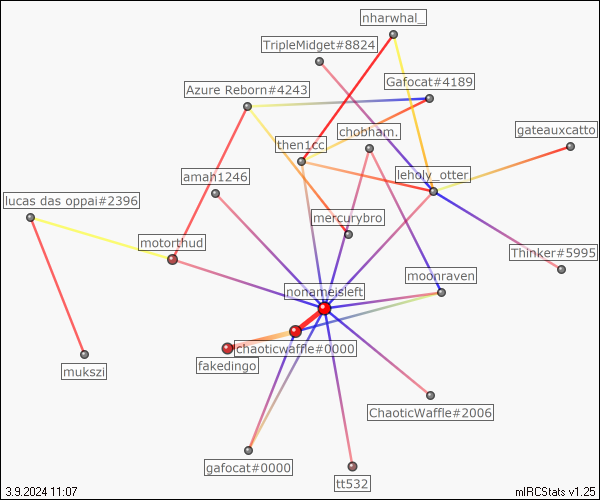 nharwhal_
TripleMidget#8824
Gafocat#4189
Azure Reborn#4243
chobham.
gateauxcatto
then1cc
amah1246
leholy_otter
lucas das oppai#2396
mercurybro
motorthud
Thinker#5995
moonraven
nonameisleft
chaoticwaffle#0000
fakedingo
mukszi
ChaoticWaffle#2006
gafocat#0000
tt532
3.9.2024 11:07
mIRCStats v1.25